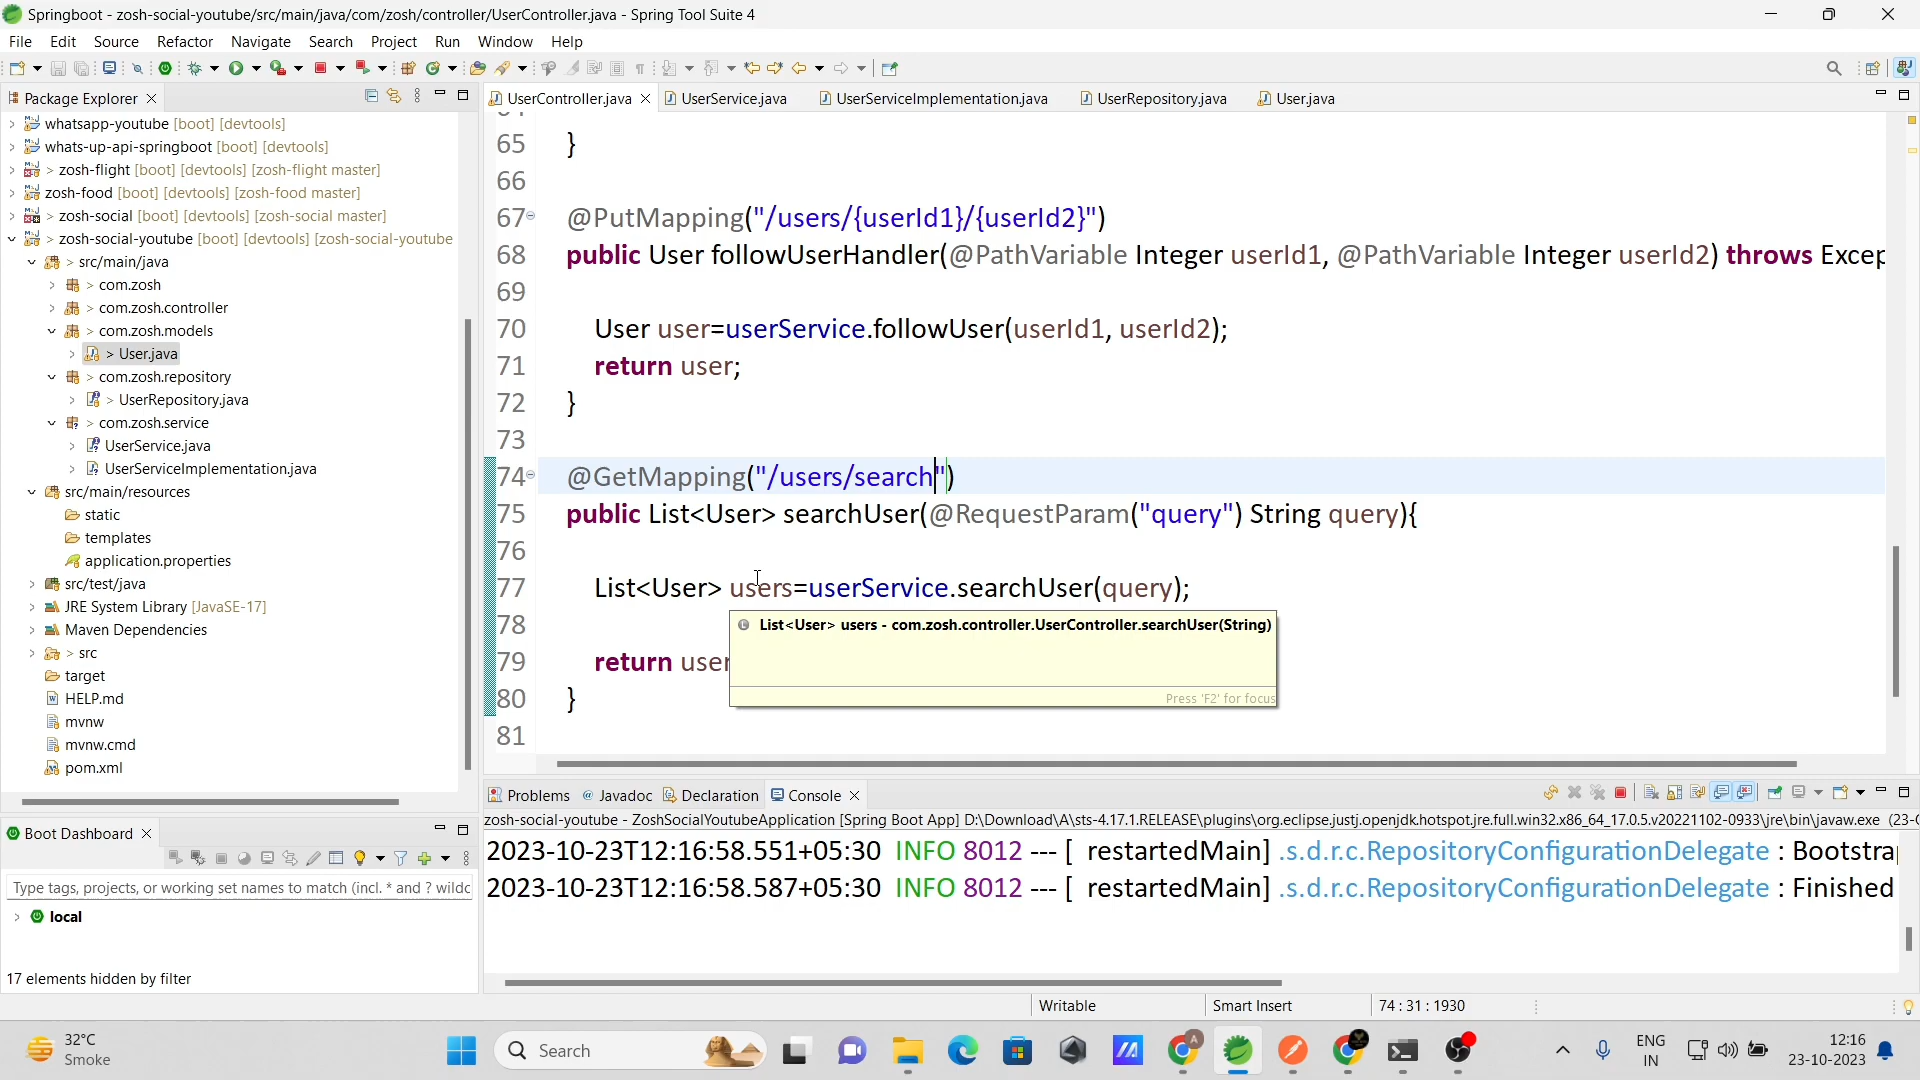 Springboot - zosh-social-youtube/src/main/java/com/zosh/controller/UserController.java - Spring Tool Suite 4
File Edit Source Refactor Navigate Search Project Run Window Help
Package Explorer
whatsapp-youtube [boot] [devtools]
whats-up-api-springboot [boot] [devtools]
> zosh-flight [boot] [devtools] [zosh-flight master]
zosh-food [boot] [devtools] [zosh-food master]
> zosh-social [boot] [devtools] [zosh-social master]
> zosh-social-youtube [boot] [devtools] [zosh-social-youtube
> src/main/java
> com.zosh
> com.zosh.controller
> com.zosh.models
> User.java
> com.zosh.repository
> UserRepository.java
> com.zosh.service
UserService.java
UserServiceImplementation.java
src/main/resources
static
templates
application.properties
src/test/java
JRE System Library [JavaSE-17]
Maven Dependencies
> src
target
HELP.md
mvnw
mvnw.cmd
pom.xml
Boot Dashboard
Type tags, projects, or working set names to match (incl. * and ? wildc
local
17 elements hidden by filter
UserController.java UserService.java UserServiceImplementation.java UserRepository.java User.java
65 }
66
67 @PutMapping("/users/{userId1}/{userId2}")
68 public User followUserHandler(@PathVariable Integer userId1, @PathVariable Integer userId2) throws Excep
69
70 User user=userService.followUser(userId1, userId2);
71 return user;
72 }
73
74 @GetMapping("/users/search")
75 public List<User> searchUser(@RequestParam("query") String query){
76
77 List<User> users=userService.searchUser(query);
78
List<User> users - com.zosh.controller.UserController.searchUser(String)
79 return user
80 }
Press 'F2' for focus
81
Problems @ Javadoc Declaration Console
zosh-social-youtube - ZoshSocialYoutubeApplication [Spring Boot App] D:\Download\A\sts-4.17.1.RELEASE\plugins\org.eclipse.justj.openjdk.hotspot.jre.full.win32.x86_64_17.0.5.v20221102-0933\jre\bin\javaw.exe (23-
2023-10-23T12:16:58.551+05:30 INFO 8012 --- [ restartedMain] .s.d.r.c.RepositoryConfigurationDelegate : Bootstra
2023-10-23T12:16:58.587+05:30 INFO 8012 --- [ restartedMain] .s.d.r.c.RepositoryConfigurationDelegate : Finished
Writable Smart Insert 74 : 31 : 1930
32°C
Smoke
Search
ENG
IN
12:16
23-10-2023